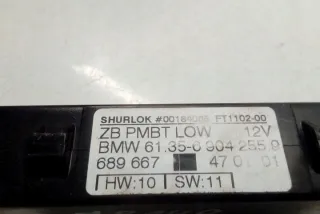 SHURLOK #00184088 FT1102-00
ZB PMBT LOW 12V
BMW 61.35-6 904 255.9
689 667 47 01 01
HW:10 SW:11